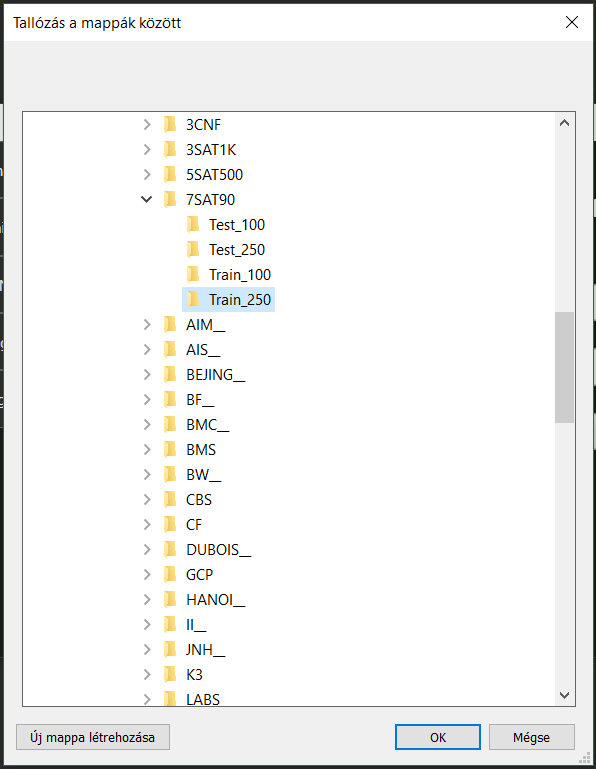 Tallózás a mappák között
3CNF
3SAT1K
5SAT500
7SAT90
Test_100
Test_250
Train_100
Train_250
AIM__
AIS__
BEJING__
BF__
BMC__
BMS
BW__
CBS
CF
DUBOIS__
GCP
HANOI__
II__
JNH__
K3
LABS
Új mappa létrehozása
OK
Mégse